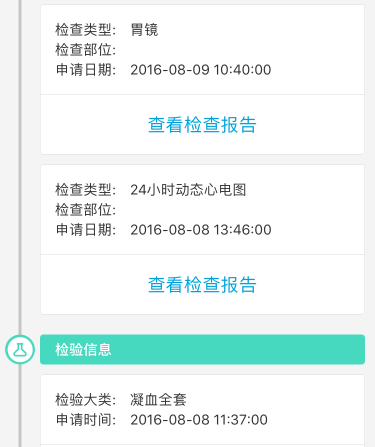 检查类型: 胃镜
检查部位:
申请日期: 2016-08-09 10:40:00
查看检查报告
检查类型: 24小时动态心电图
检查部位:
申请日期: 2016-08-08 13:46:00
查看检查报告
检验信息
检验大类: 凝血全套
申请时间: 2016-08-08 11:37:00